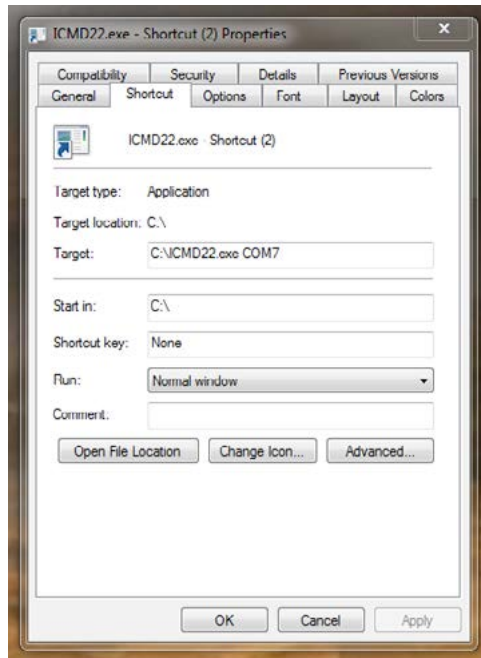 ICMD22.exe - Shortcut (2) Properties
x
Compatibility Security Details Previous Versions
General Shortcut Options Font Layout Colors
ICMD22.exe - Shortcut (2)
Target type: Application
Target location: C:\
Target: C:\ICMD22.exe COM7
Start in: C:\
Shortcut key: None
Run: Normal window
Comment:
Open File Location Change Icon... Advanced...
OK Cancel Apply